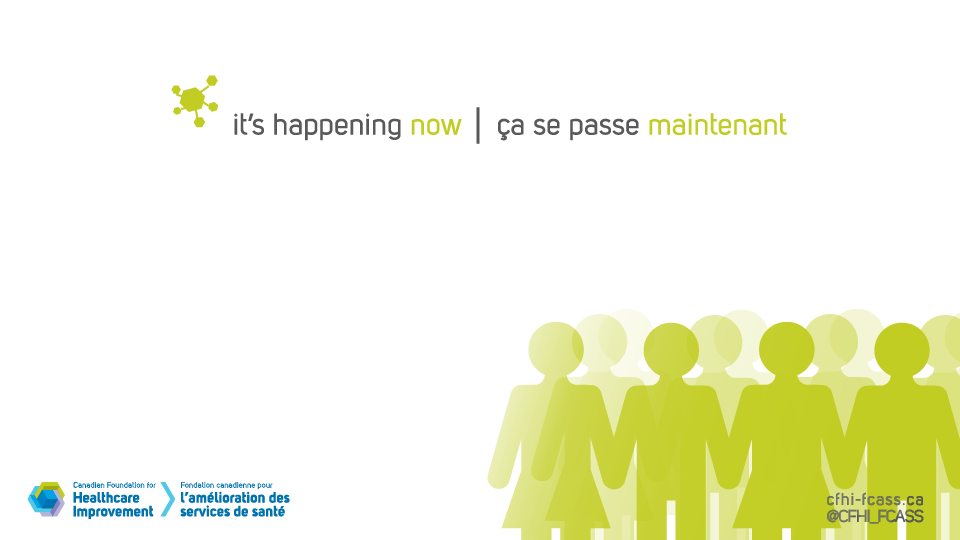 it's happening now | ça se passe maintenant
Canadian Foundation for
Healthcare
Improvement
Fondation canadienne pour
l'amélioration des
services de santé
cfhi-fcass.ca
@CFHI_FCASS